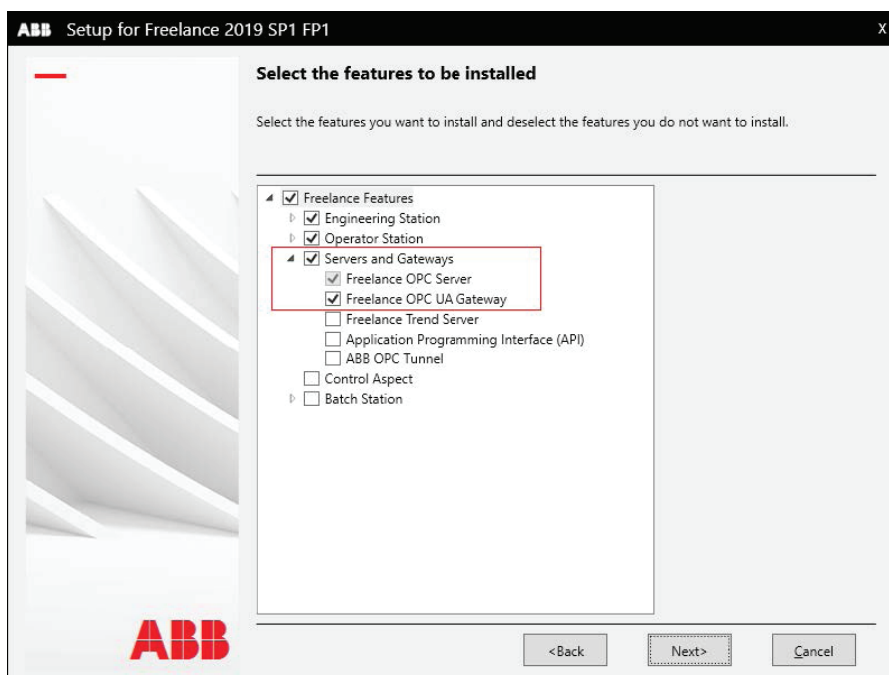 ABB Setup for Freelance 2019 SP1 FP1 X
Select the features to be installed
Select the features you want to install and deselect the features you do not want to install.
Freelance Features
Engineering Station
Operator Station
Servers and Gateways
Freelance OPC Server
Freelance OPC UA Gateway
Freelance Trend Server
Application Programming Interface (API)
ABB OPC Tunnel
Control Aspect
Batch Station
ABB
<Back Next> Cancel